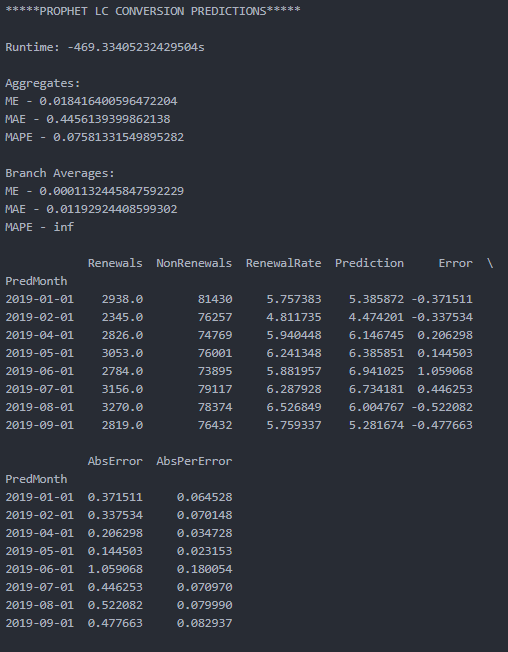 *****PROPHET LC CONVERSION PREDICTIONS*****
Runtime: -469.33405232429504s
Aggregates:
ME - 0.018416400596472204
MAE - 0.4456139399862138
MAPE - 0.07581331549895282
Branch Averages:
ME - 0.0001132445847592229
MAE - 0.01192924408599302
MAPE - inf
Renewals  NonRenewals  RenewalRate  Prediction     Error  \
PredMonth
2019-01-01    2938.0        81430     5.757383    5.385872 -0.371511
2019-02-01    2345.0        76257     4.811735    4.474201 -0.337534
2019-04-01    2826.0        74769     5.940448    6.146745  0.206298
2019-05-01    3053.0        76001     6.241348    6.385851  0.144503
2019-06-01    2784.0        73895     5.881957    6.941025  1.059068
2019-07-01    3156.0        79117     6.287928    6.734181  0.446253
2019-08-01    3270.0        78374     6.526849    6.004767 -0.522082
2019-09-01    2819.0        76432     5.759337    5.281674 -0.477663
AbsError  AbsPerError
PredMonth
2019-01-01  0.371511     0.064528
2019-02-01  0.337534     0.070148
2019-04-01  0.206298     0.034728
2019-05-01  0.144503     0.023153
2019-06-01  1.059068     0.180054
2019-07-01  0.446253     0.070970
2019-08-01  0.522082     0.079990
2019-09-01  0.477663     0.082937